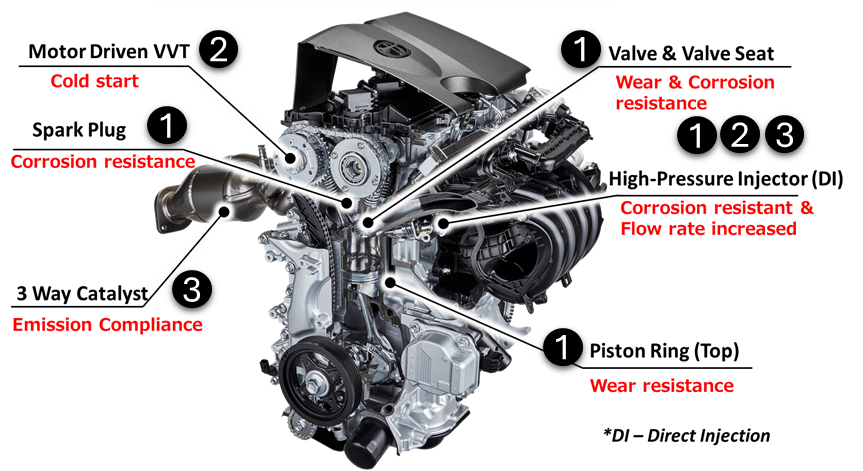 Motor Driven VVT 2
Cold start
1 Valve & Valve Seat
Wear & Corrosion
resistance
Spark Plug 1
Corrosion resistance
1 2 3
High-Pressure Injector (DI)
Corrosion resistant &
Flow rate increased
3 Way Catalyst 3
Emission Compliance
1 Piston Ring (Top)
Wear resistance
*DI – Direct Injection